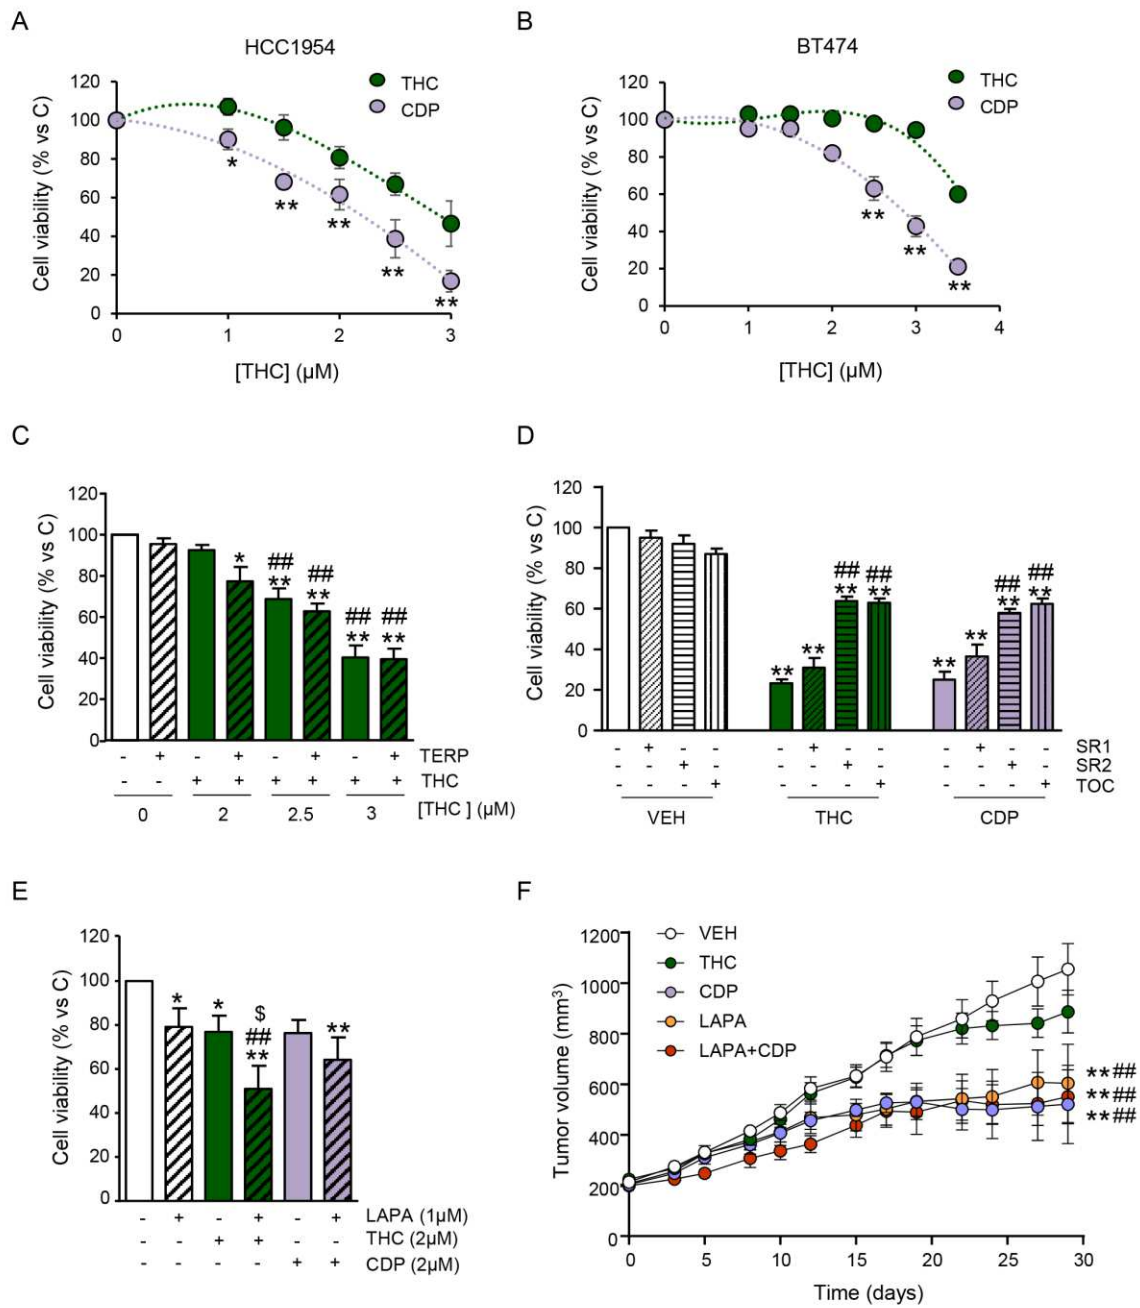 A
HCC1954
THC
CDP
Cell viability (% vs C)
120
100
80
60
40
20
0
*
**
**
**
**
0 1 2 3
[THC] (µM)
B
BT474
THC
CDP
Cell viability (% vs C)
120
100
80
60
40
20
0
**
**
**
0 1 2 3 4
[THC] (µM)
C
Cell viability (% vs C)
120
100
80
60
40
20
0
*
##
**
##
**
##
**
##
**
- + - + - + - + TERP
- - + + + + + + THC
0 2 2.5 3 [THC ] (µM)
D
Cell viability (% vs C)
120
100
80
60
40
20
0
**
**
##
**
##
**
**
**
##
**
##
**
- + - - - + - - - + - - SR1
- - + - - - + - - - + - SR2
- - - + - - - + - - - + TOC
VEH THC CDP
E
Cell viability (% vs C)
120
100
80
60
40
20
0
*
*
$
##
**
**
- + - + - + LAPA (1µM)
- - + + - - THC (2µM)
- - - - + + CDP (2µM)
F
VEH
THC
CDP
LAPA
LAPA+CDP
Tumor volume (mm³)
1200
1000
800
600
400
200
0
**##
**##
**##
0 5 10 15 20 25 30
Time (days)